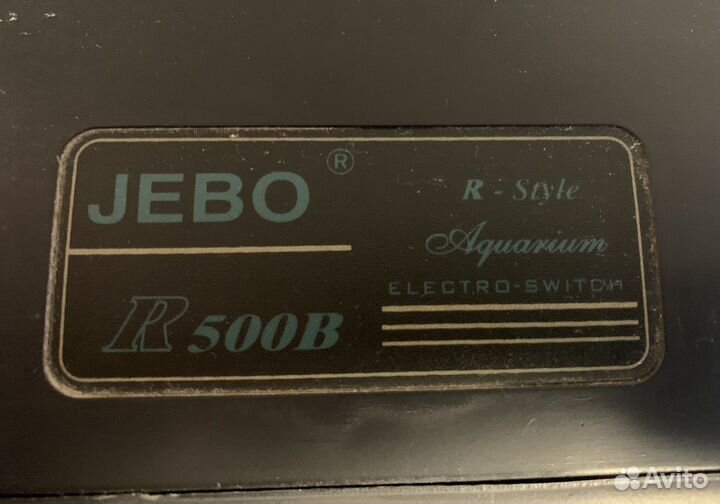 JEBO ®
R 500B
R - Style
Aquarium
ELECTRO-SWITCH
Avito